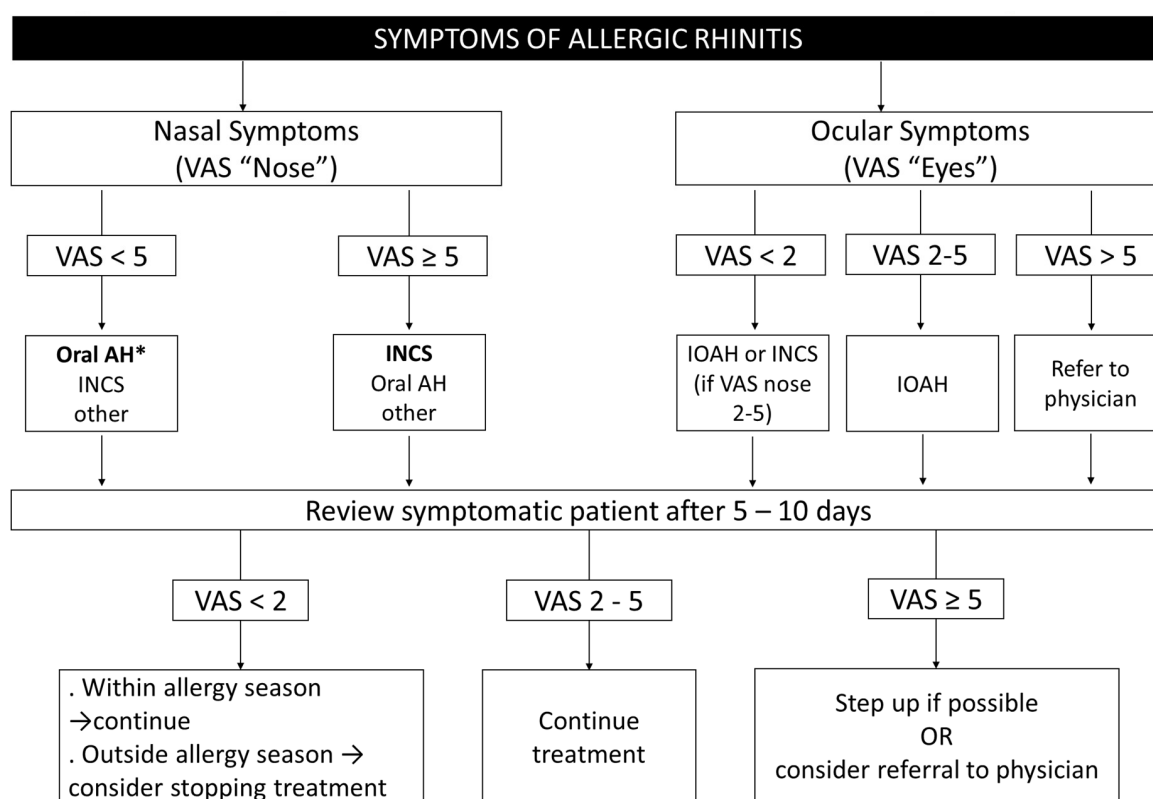 SYMPTOMS OF ALLERGIC RHINITIS
Nasal Symptoms
(VAS “Nose”)
Ocular Symptoms
(VAS “Eyes”)
VAS < 5
VAS ≥ 5
VAS < 2
VAS 2-5
VAS > 5
Oral AH*
INCS
other
INCS
Oral AH
other
IOAH or INCS
(if VAS nose
2-5)
IOAH
Refer to
physician
Review symptomatic patient after 5 – 10 days
VAS < 2
VAS 2 - 5
VAS ≥ 5
. Within allergy season
→continue
. Outside allergy season →
consider stopping treatment
Continue
treatment
Step up if possible
OR
consider referral to physician